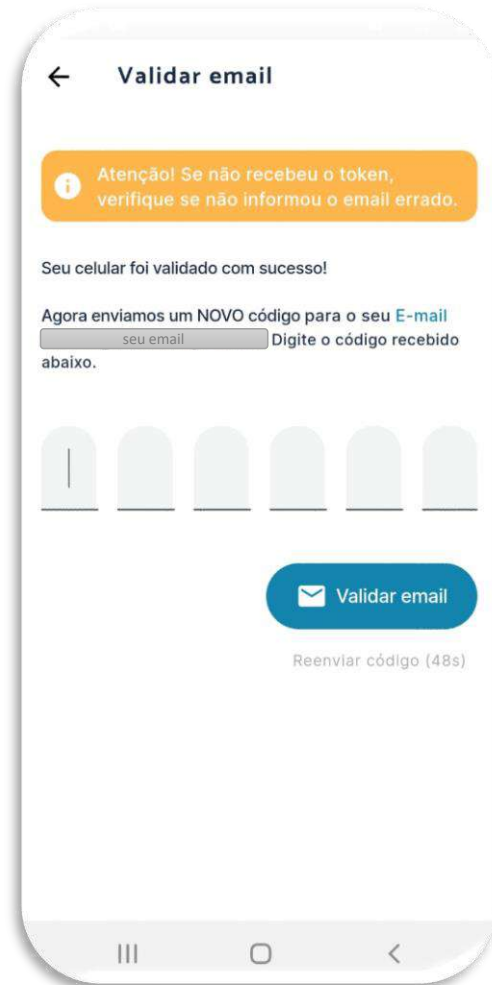 Validar email
Atenção! Se não recebeu o token,
verifique se não informou o email errado.
Seu celular foi validado com sucesso!
Agora enviamos um NOVO código para o seu E-mail
seu email Digite o código recebido
abaixo.
Validar email
Reenviar código (48s)